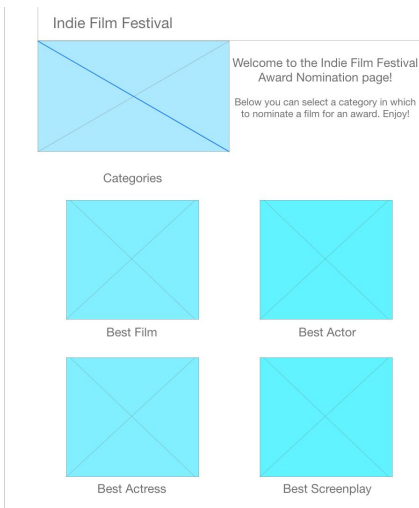 Indie Film Festival
Welcome to the Indie Film Festival
Award Nomination page!
Below you can select a category in which
to nominate a film for an award. Enjoy!
Categories
Best Film
Best Actor
Best Actress
Best Screenplay